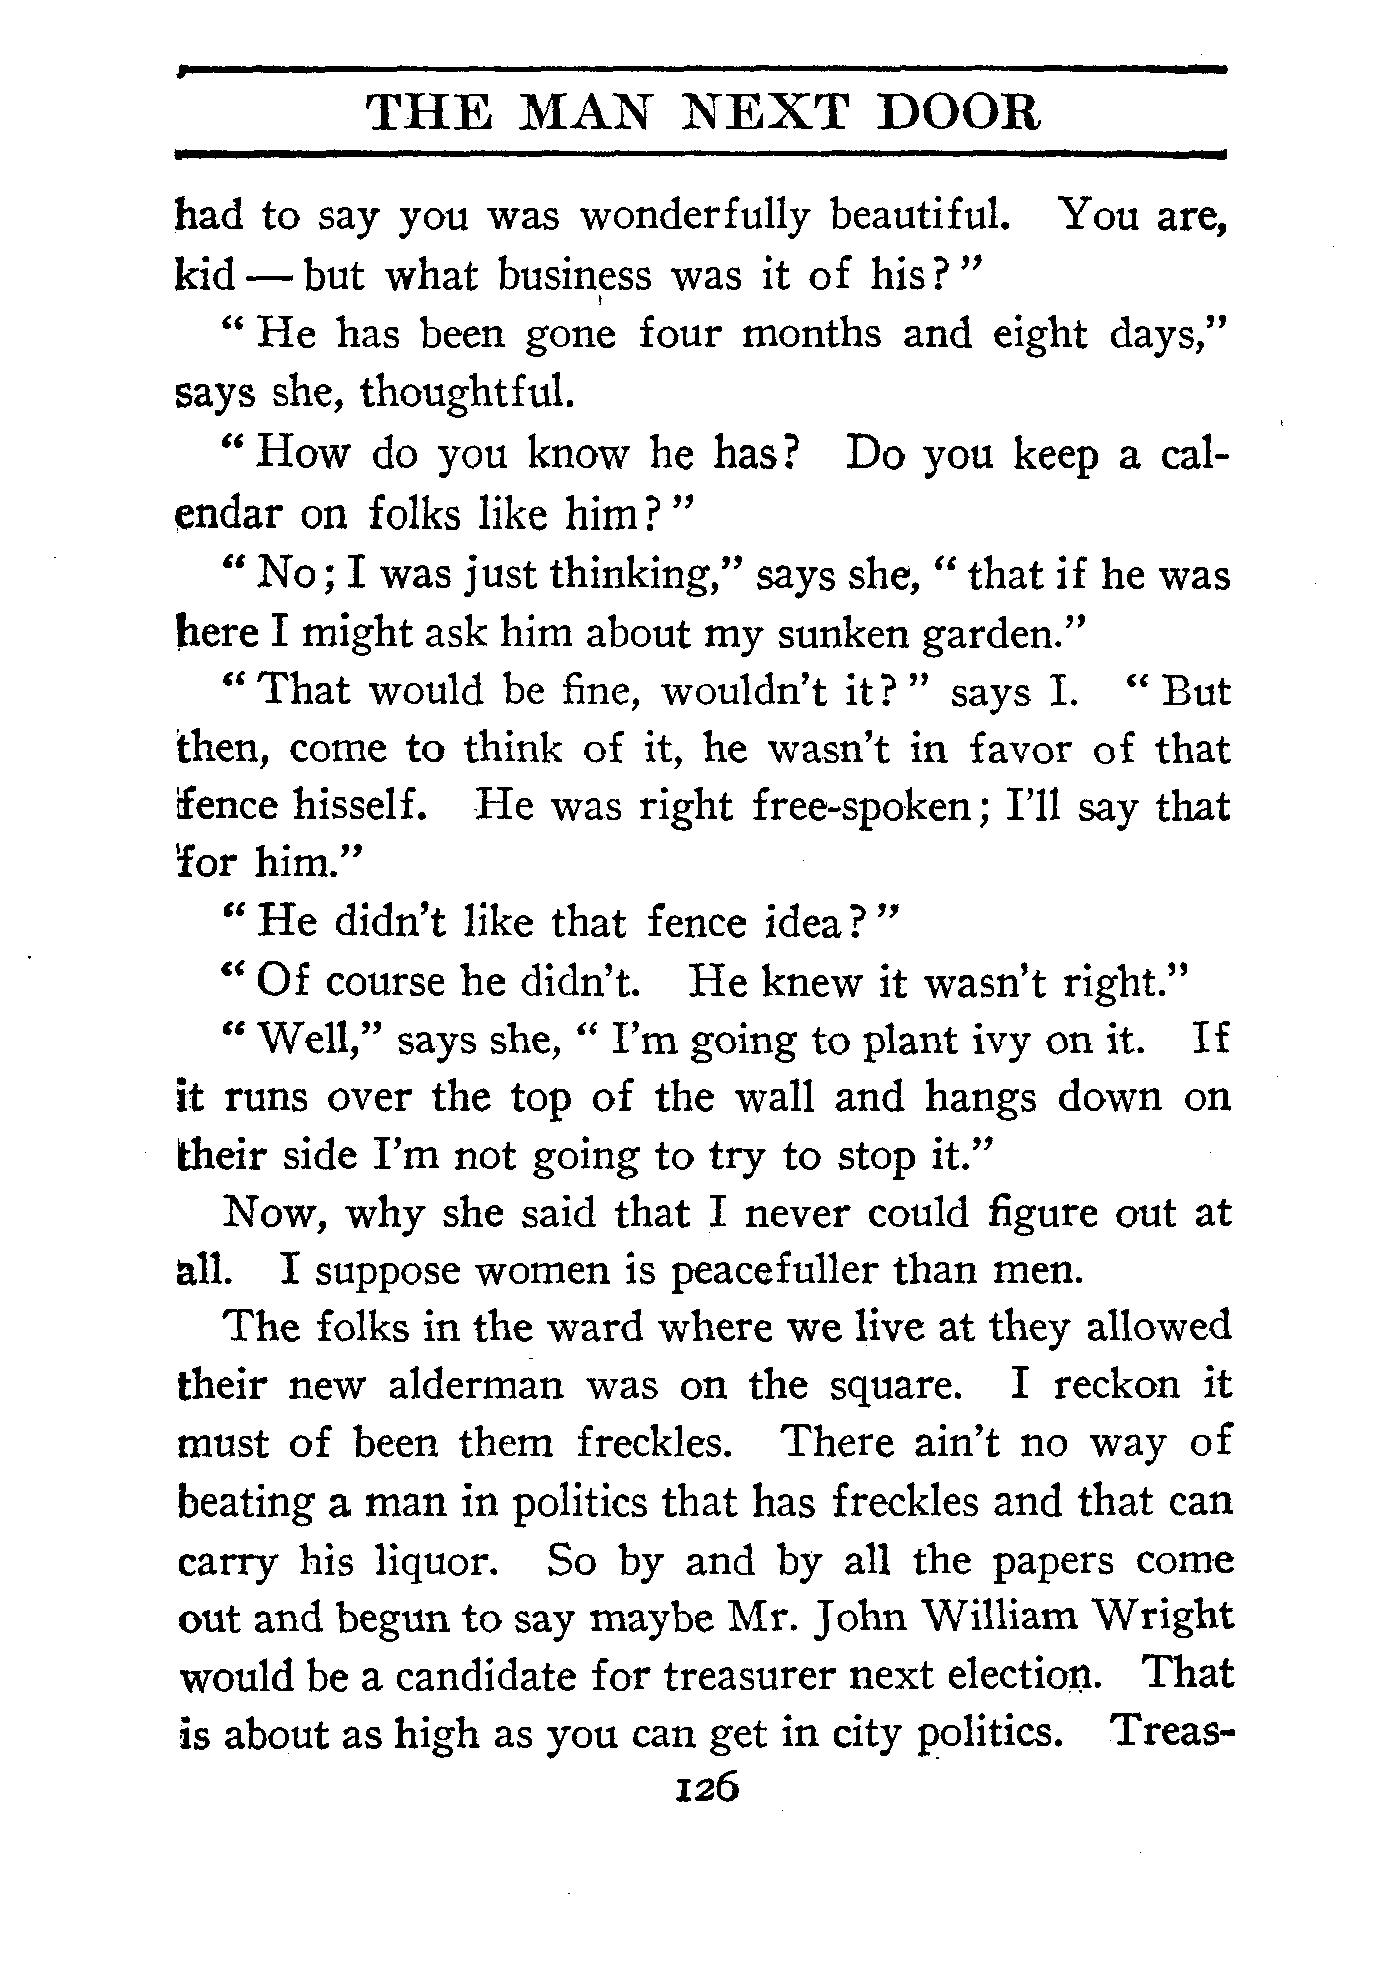 THE MAN NEXT DOOR
had to say you was wonderfully beautiful. You are,
kid — but what business was it of his?"
"He has been gone four months and eight days,"
says she, thoughtful.
"How do you know he has? Do you keep a cal-
endar on folks like him?"
"No; I was just thinking," says she, "that if he was
here I might ask him about my sunken garden."
"That would be fine, wouldn't it?" says I. "But
then, come to think of it, he wasn't in favor of that
fence hisself. He was right free-spoken; I'll say that
for him."
"He didn't like that fence idea?"
"Of course he didn't. He knew it wasn't right."
"Well," says she, "I'm going to plant ivy on it. If
it runs over the top of the wall and hangs down on
their side I'm not going to try to stop it."
Now, why she said that I never could figure out at
all. I suppose women is peacefuller than men.
The folks in the ward where we live at they allowed
their new alderman was on the square. I reckon it
must of been them freckles. There ain't no way of
beating a man in politics that has freckles and that can
carry his liquor. So by and by all the papers come
out and begun to say maybe Mr. John William Wright
would be a candidate for treasurer next election. That
is about as high as you can get in city politics. Treas-
126